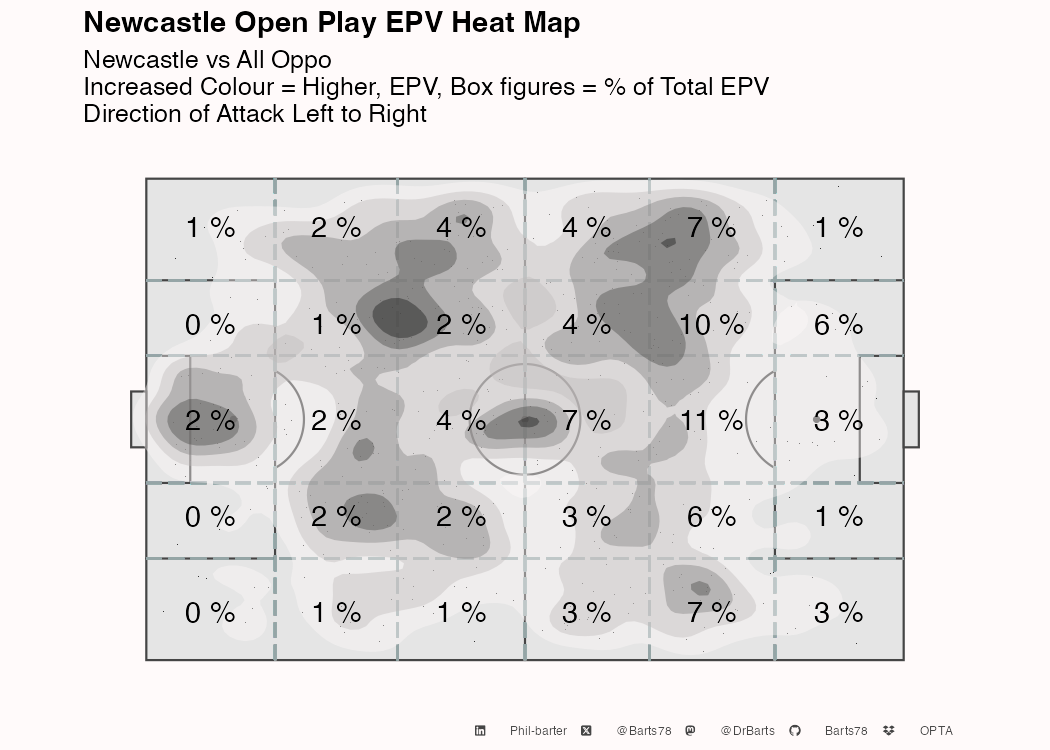 Newcastle Open Play EPV Heat Map
Newcastle vs All Oppo
Increased Colour = Higher, EPV, Box figures = % of Total EPV
Direction of Attack Left to Right
1 % 2 % 4 % 4 % 7 % 1 %
0 % 1 % 2 % 4 % 10 % 6 %
2 % 2 % 4 % 7 % 11 % 3 %
0 % 2 % 2 % 3 % 6 % 1 %
0 % 1 % 1 % 3 % 7 % 3 %
Phil-barter @Barts78 @DrBarts Barts78 OPTA